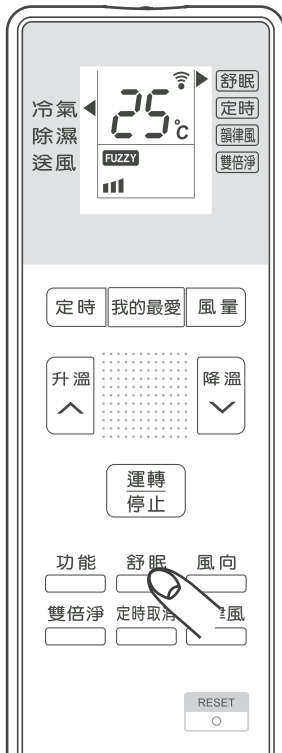 舒眠
冷氣 25°C 定時
除濕 韻律風
送風 FUZZY 雙倍淨
定時 我的最愛 風量
升溫 降溫
運轉
停止
功能 舒眠 風向
雙倍淨 定時取消 風
RESET